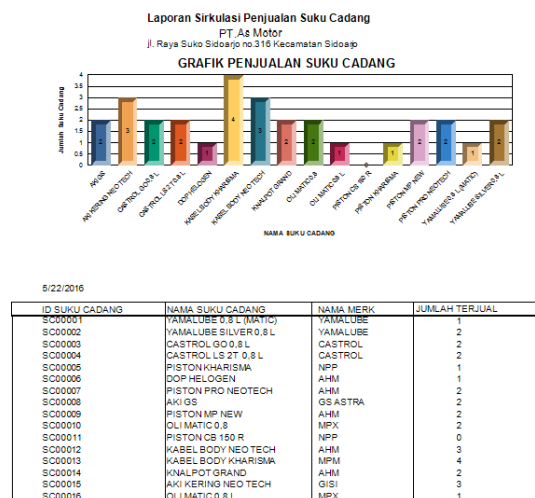 Laporan Sirkulasi Penjualan Suku Cadang
PT.As Motor
jl. Raya Suko Sidoarjo no.316 Kecamatan Sidoarjo
GRAFIK PENJUALAN SUKU CADANG
Jumlah Suku Cadang
4
3.5
3
2.5
2
1.5
1
0.5
0
2 3 2 2 1 4 3 2 2 1 0 1 2 2 1 2
AKI GS
AKI KERING NEO TECH
CASTROL GO 0,8 L
CASTROL LS 2T 0,8 L
DOP HELOGEN
KABEL BODY KHARISMA
KABEL BODY NEO TECH
KNALPOT GRAND
OLI MATIC 0,8
OLI MATIC 0,8 L
PISTON CB 150 R
PISTON KHARISMA
PISTON MP NEW
PISTON PRO NEOTECH
YAMALUBE 0,8 L (MATIC)
YAMALUBE SILVER 0,8 L
NAMA SUKU CADANG
5/22/2016
ID SUKU CADANG NAMA SUKU CADANG NAMA MERK JUMLAH TERJUAL
SC00001 YAMALUBE 0,8 L (MATIC) YAMALUBE 1
SC00002 YAMALUBE SILVER 0,8 L YAMALUBE 2
SC00003 CASTROL GO 0,8 L CASTROL 2
SC00004 CASTROL LS 2T 0,8 L CASTROL 2
SC00005 PISTON KHARISMA NPP 1
SC00006 DOP HELOGEN AHM 1
SC00007 PISTON PRO NEOTECH AHM 2
SC00008 AKI GS GS ASTRA 2
SC00009 PISTON MP NEW AHM 2
SC00010 OLI MATIC 0,8 MPX 2
SC00011 PISTON CB 150 R NPP 0
SC00012 KABEL BODY NEO TECH AHM 3
SC00013 KABEL BODY KHARISMA MPM 4
SC00014 KNALPOT GRAND AHM 2
SC00015 AKI KERING NEO TECH GISI 3
SC00016 OLI MATIC 0,8 L MPX 1